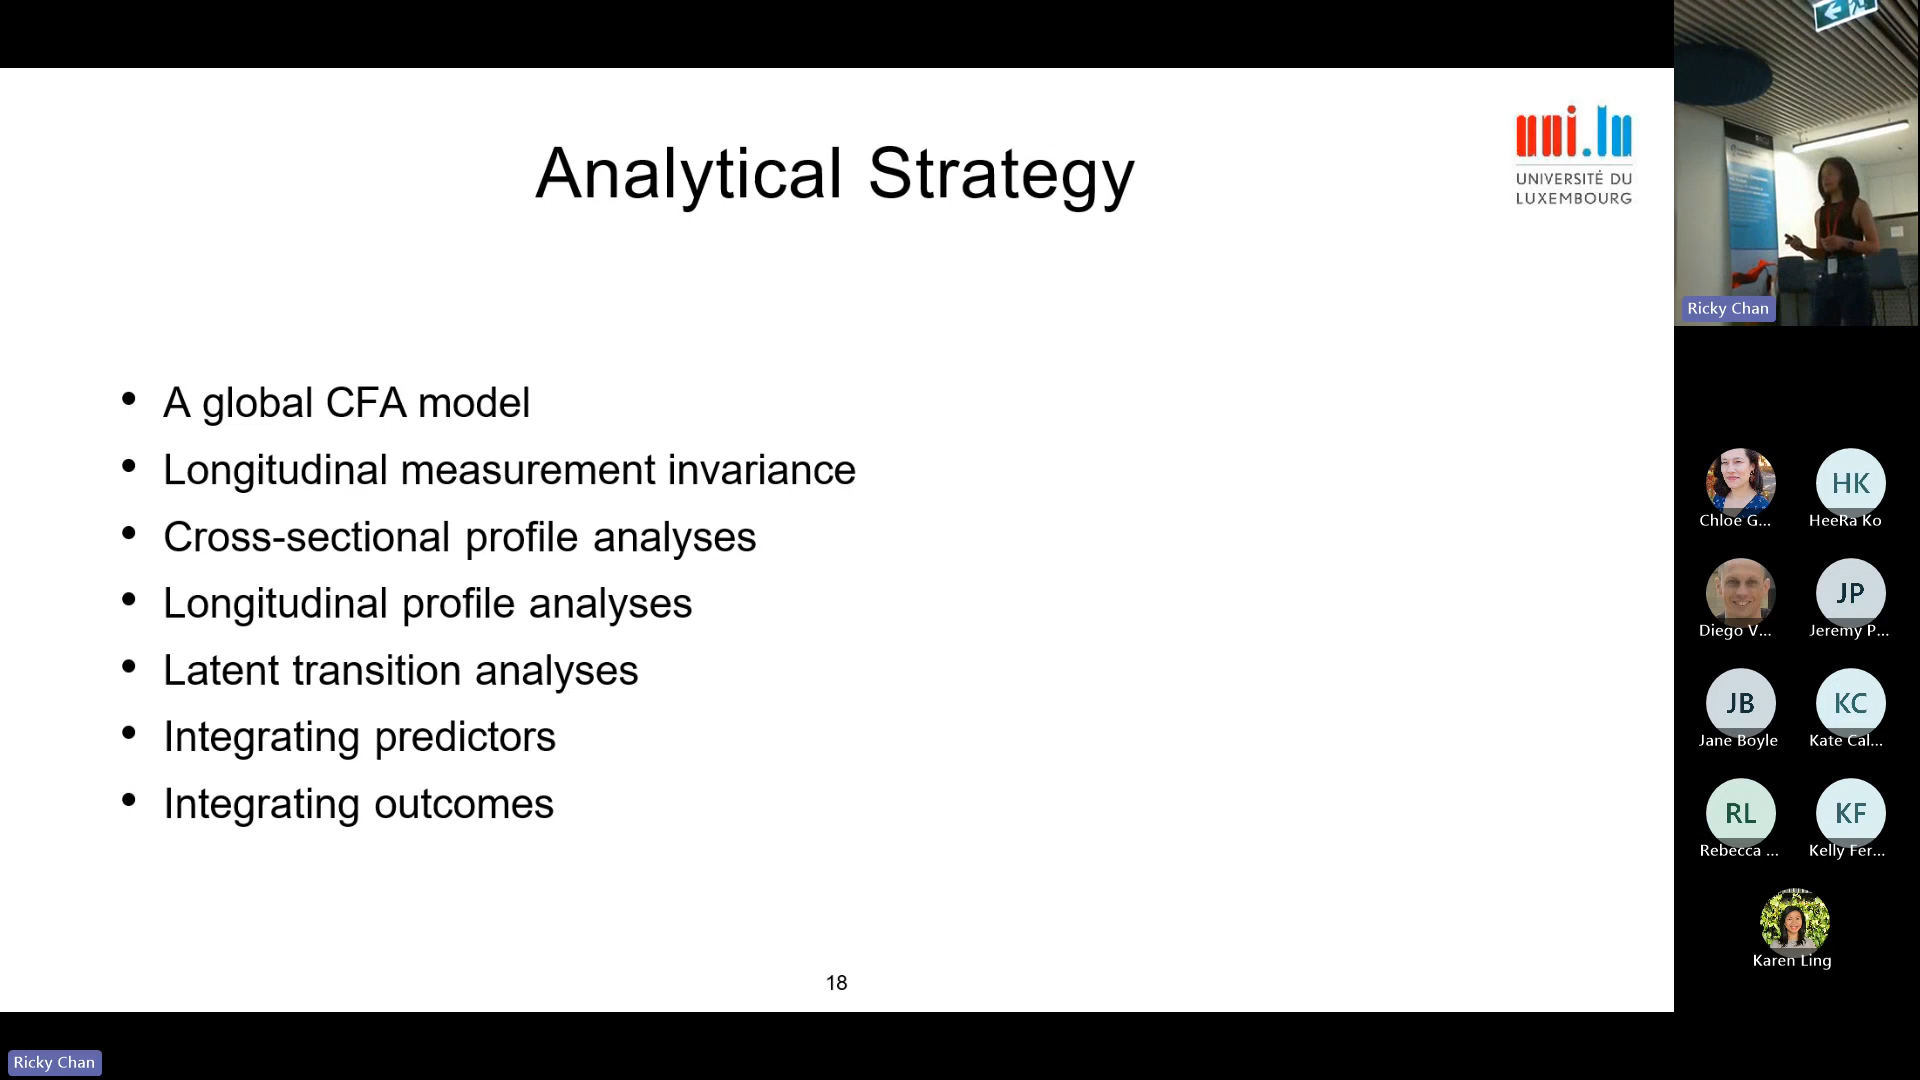 Analytical Strategy
uni.lu
UNIVERSITÉ DU
LUXEMBOURG
• A global CFA model
• Longitudinal measurement invariance
• Cross-sectional profile analyses
• Longitudinal profile analyses
• Latent transition analyses
• Integrating predictors
• Integrating outcomes
18
Ricky Chan
Ricky Chan
Chloe G...
HK
HeeRa Ko
Diego V...
JP
Jeremy P...
JB
Jane Boyle
KC
Kate Cal...
RL
Rebecca ...
KF
Kelly Fer...
Karen Ling